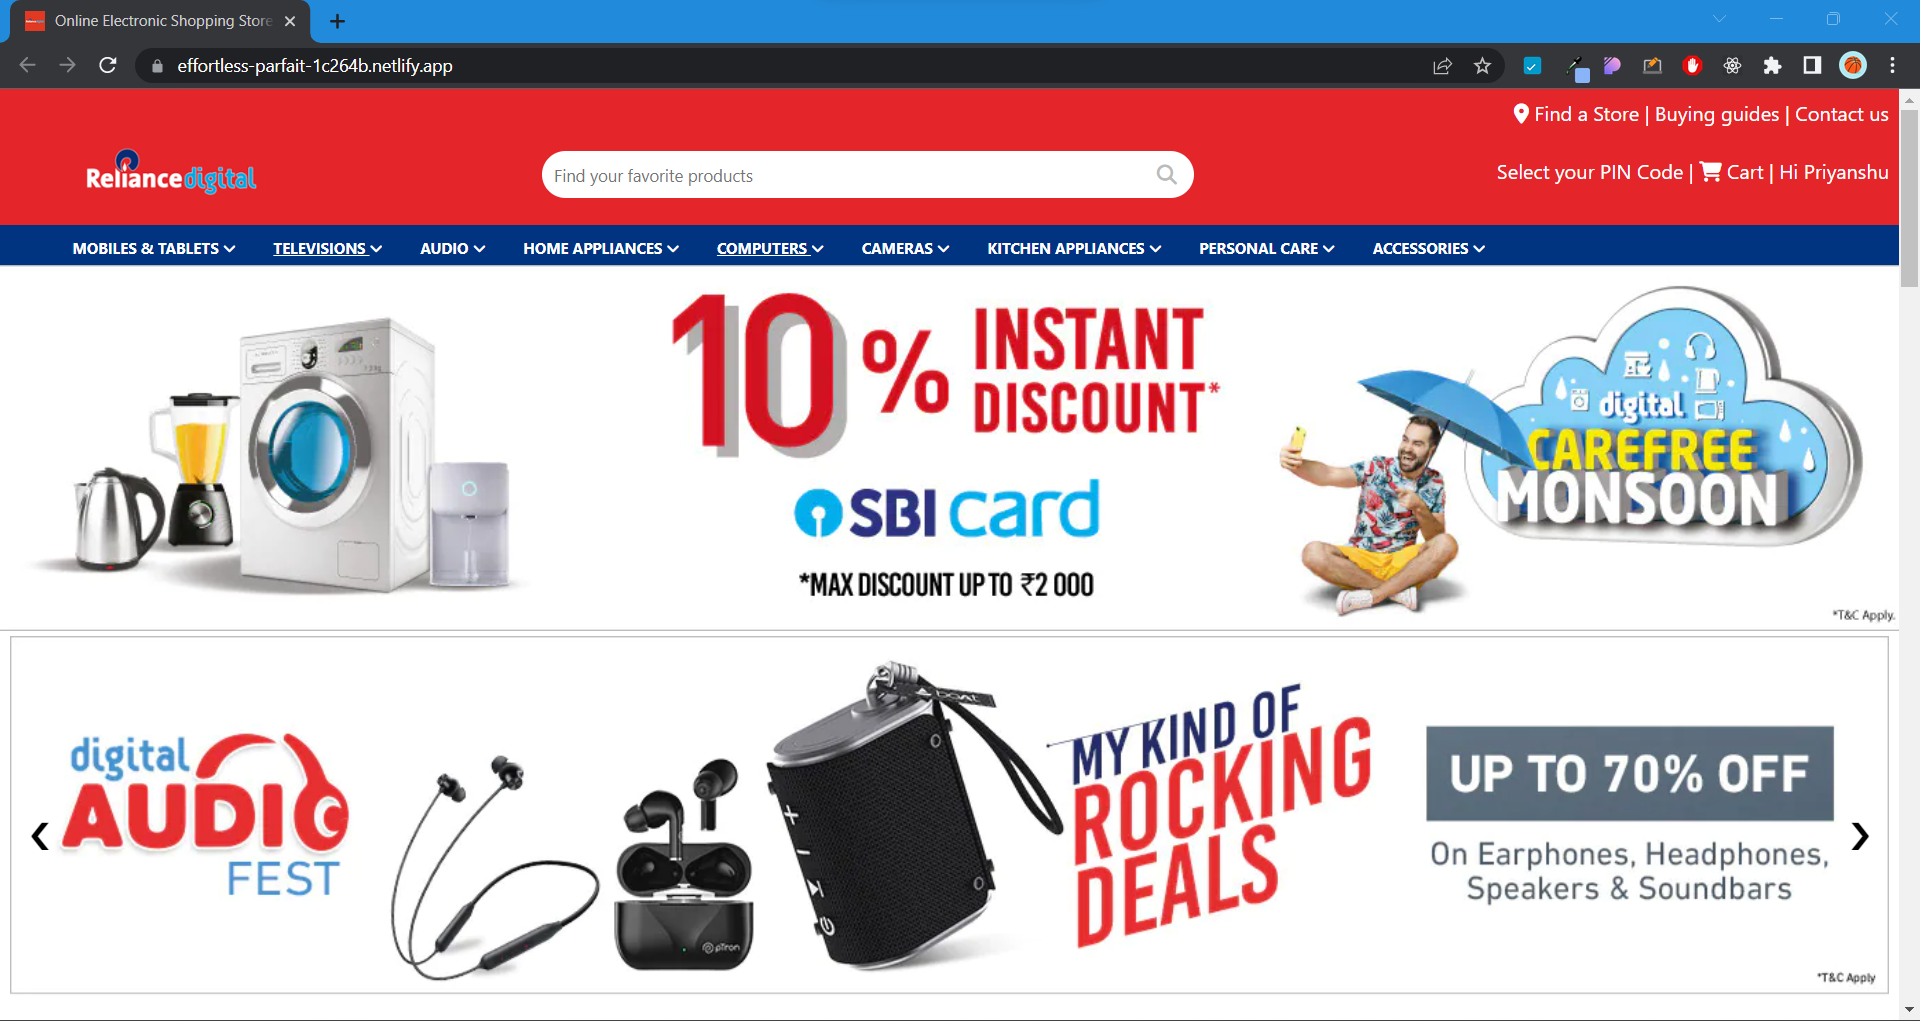 Online Electronic Shopping Store
effortless-parfait-1c264b.netlify.app
Find a Store | Buying guides | Contact us
Reliance digital
Find your favorite products
Select your PIN Code | Cart | Hi Priyanshu
MOBILES & TABLETS
TELEVISIONS
AUDIO
HOME APPLIANCES
COMPUTERS
CAMERAS
KITCHEN APPLIANCES
PERSONAL CARE
ACCESSORIES
10% INSTANT
DISCOUNT*
SBI card
*MAX DISCOUNT UP TO ₹2 000
digital
CAREFREE
MONSOON
*T&C Apply.
digital
AUDIO
FEST
pTron
boAt
MY KIND OF
ROCKING
DEALS
UP TO 70% OFF
On Earphones, Headphones,
Speakers & Soundbars
*T&C Apply